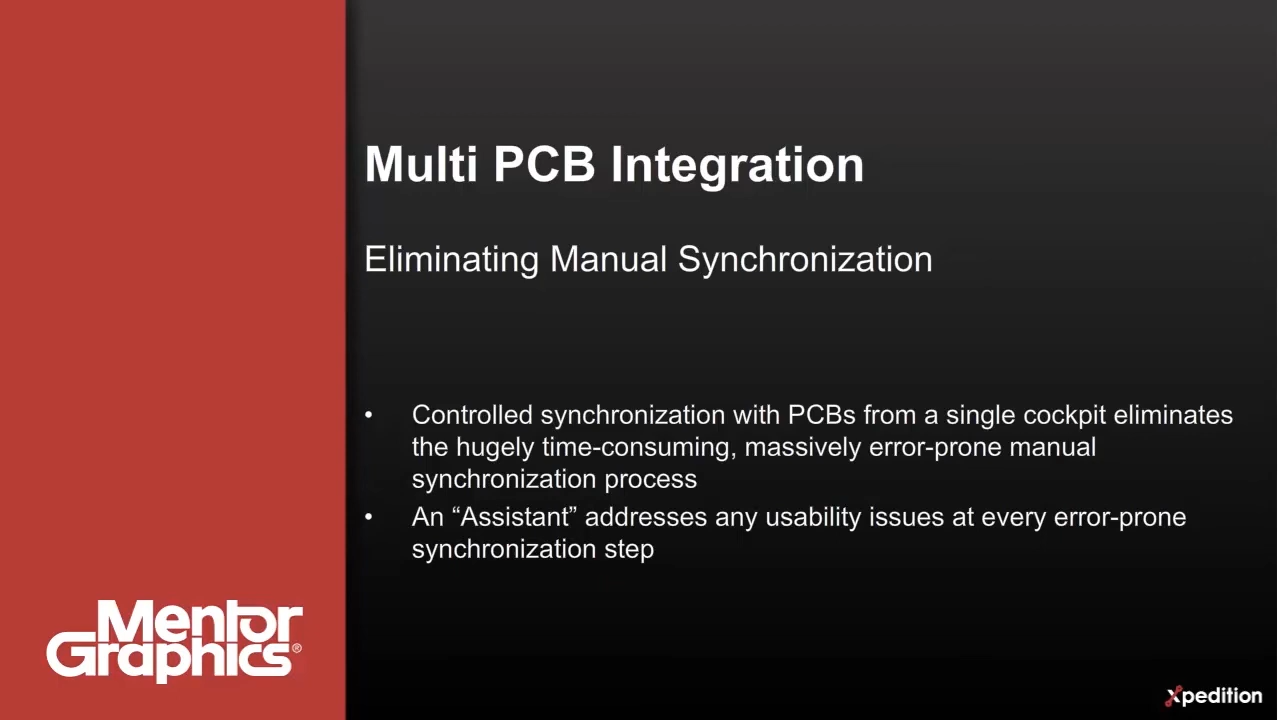 Multi PCB Integration
Eliminating Manual Synchronization
• Controlled synchronization with PCBs from a single cockpit eliminates
the hugely time-consuming, massively error-prone manual
synchronization process
• An “Assistant” addresses any usability issues at every error-prone
synchronization step
Mentor
Graphics®
xpedition